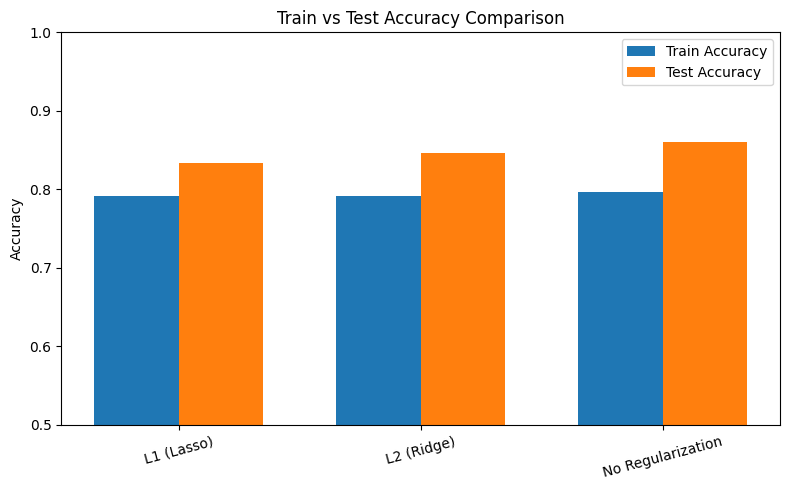 Train vs Test Accuracy Comparison
1.0
0.9
0.8
0.7
0.6
0.5
Accuracy
Train Accuracy
Test Accuracy
L1 (Lasso)
L2 (Ridge)
No Regularization